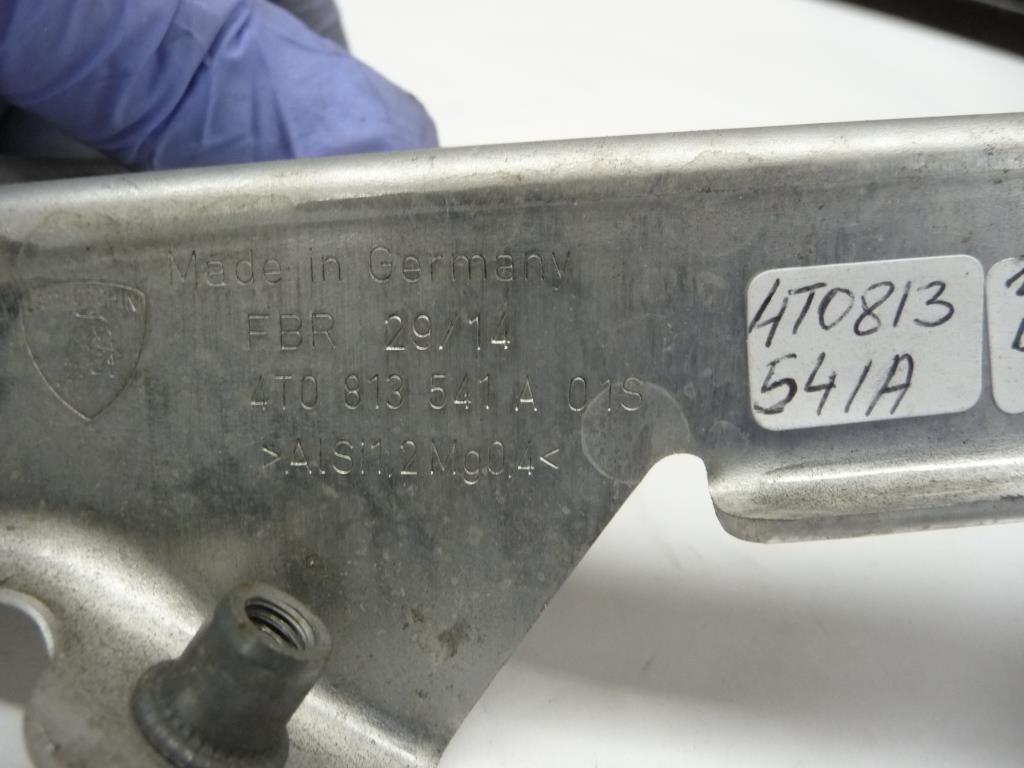 Made in Germany
FBR 29/14
4T0 813 541 A 01S
>AlSi1,2Mg0,4<
4T0813
541A